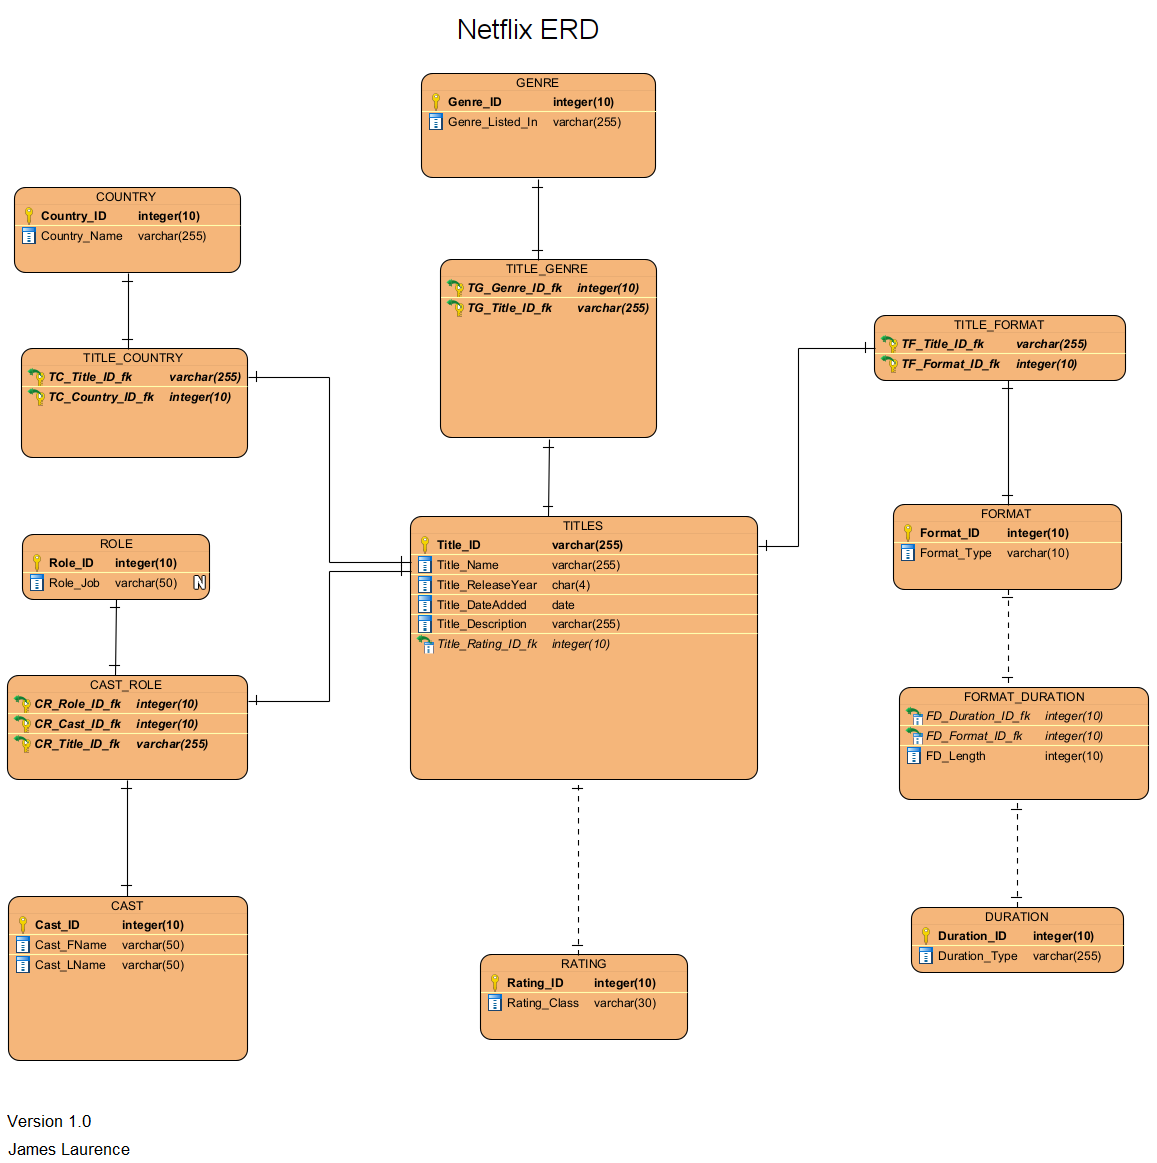 Netflix ERD
GENRE
Genre_ID integer(10)
Genre_Listed_In varchar(255)
COUNTRY
Country_ID integer(10)
Country_Name varchar(255)
TITLE_GENRE
TG_Genre_ID_fk integer(10)
TG_Title_ID_fk varchar(255)
TITLE_FORMAT
TF_Title_ID_fk varchar(255)
TF_Format_ID_fk integer(10)
TITLE_COUNTRY
TC_Title_ID_fk varchar(255)
TC_Country_ID_fk integer(10)
FORMAT
Format_ID integer(10)
Format_Type varchar(10)
TITLES
Title_ID varchar(255)
Title_Name varchar(255)
Title_ReleaseYear char(4)
Title_DateAdded date
Title_Description varchar(255)
Title_Rating_ID_fk integer(10)
ROLE
Role_ID integer(10)
Role_Job varchar(50) N
CAST_ROLE
CR_Role_ID_fk integer(10)
CR_Cast_ID_fk integer(10)
CR_Title_ID_fk varchar(255)
FORMAT_DURATION
FD_Duration_ID_fk integer(10)
FD_Format_ID_fk integer(10)
FD_Length integer(10)
CAST
Cast_ID integer(10)
Cast_FName varchar(50)
Cast_LName varchar(50)
RATING
Rating_ID integer(10)
Rating_Class varchar(30)
DURATION
Duration_ID integer(10)
Duration_Type varchar(255)
Version 1.0
James Laurence